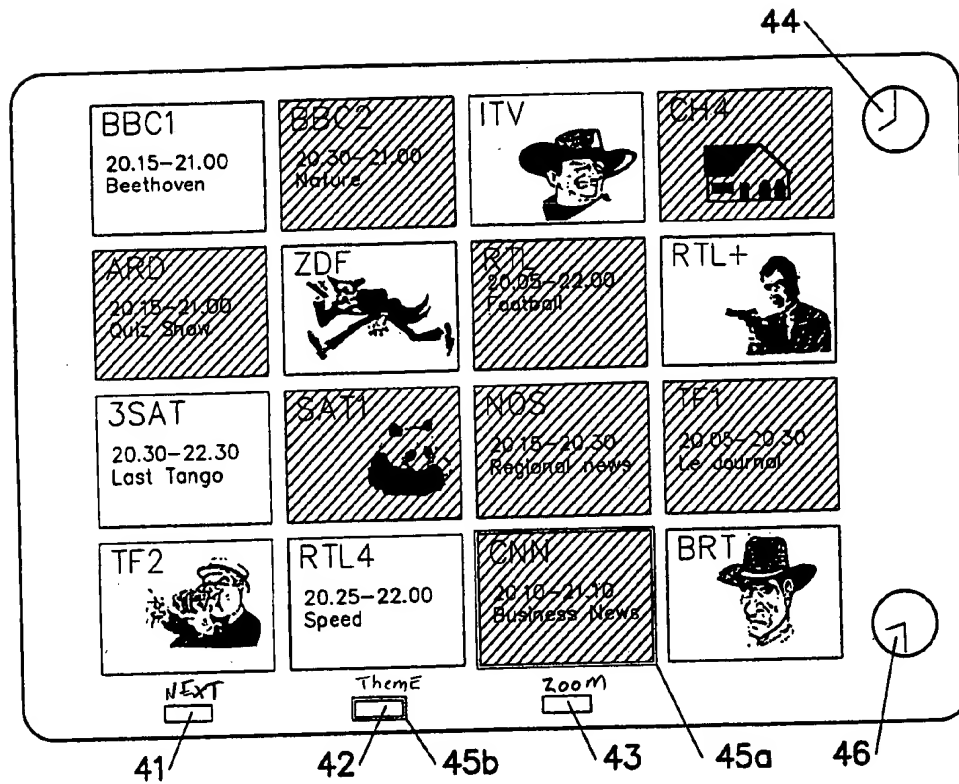 44
BBC1
20.15-21.00
Beethoven
BBC2
20.30-21.00
Nature
ITV
CH4
ARD
20.15-21.00
Quiz Show
ZDF
RTL
20.05-22.00
Football
RTL+
3SAT
20.30-22.30
Last Tango
SAT1
NOS
20.15-20.30
Regional news
TF1
20.05-20.30
Le Journal
TF2
RTL4
20.25-22.00
Speed
CNN
20.10-21.10
Business News
BRT
NEXT
ThemE
ZOOM
41
42
45b
43
45a
46